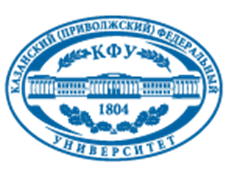 КАЗАНСКИЙ (ПРИВОЛЖСКИЙ) ФЕДЕРАЛЬНЫЙ
КФУ
1804
УНИВЕРСИТЕТ